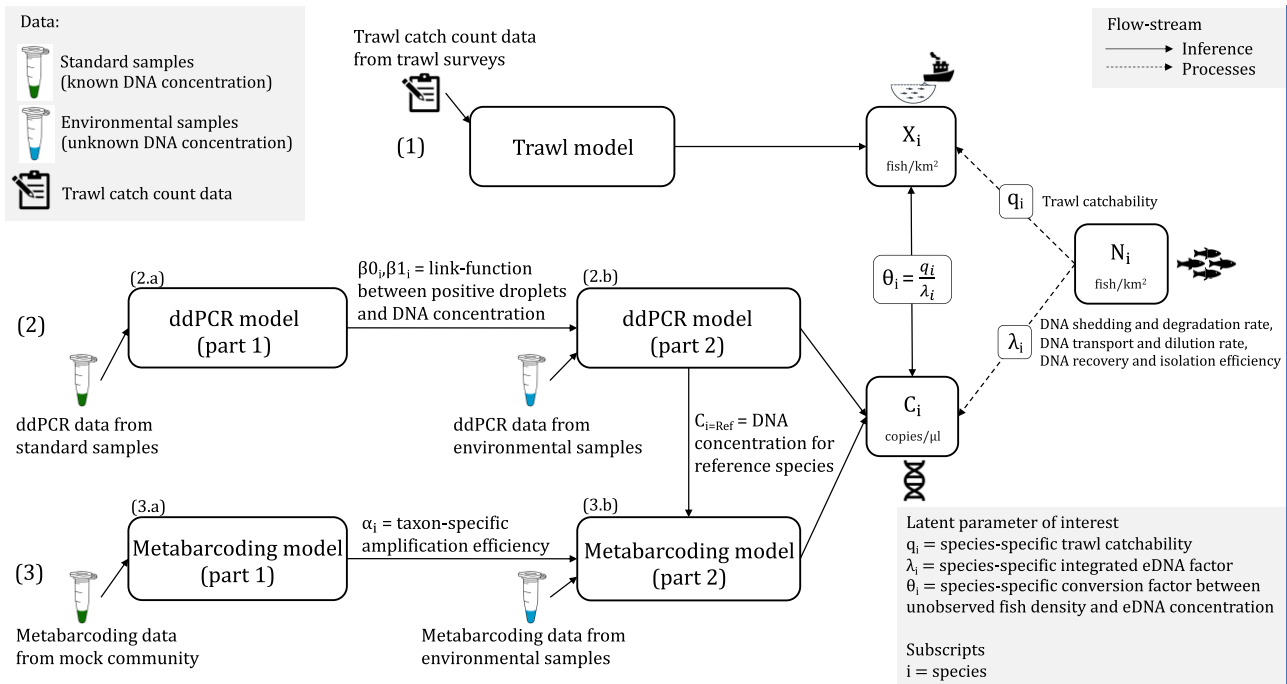 Data:
Standard samples
(known DNA concentration)
Environmental samples
(unknown DNA concentration)
Trawl catch count data
Trawl catch count data
from trawl surveys
Flow-stream
Inference
Processes
(1)
Trawl model
Xᵢ
fish/km²
qᵢ
Trawl catchability
Nᵢ
fish/km²
θᵢ = qᵢ/λᵢ
λᵢ
DNA shedding and degradation rate,
DNA transport and dilution rate,
DNA recovery and isolation efficiency
(2)
(2.a)
ddPCR model
(part 1)
β0ᵢ,β1ᵢ = link-function
between positive droplets
and DNA concentration
(2.b)
ddPCR model
(part 2)
ddPCR data from
standard samples
ddPCR data from
environmental samples
C_{i=Ref} = DNA
concentration for
reference species
Cᵢ
copies/μl
(3)
(3.a)
Metabarcoding model
(part 1)
αᵢ = taxon-specific
amplification efficiency
(3.b)
Metabarcoding model
(part 2)
Metabarcoding data
from mock community
Metabarcoding data from
environmental samples
Latent parameter of interest
qᵢ = species-specific trawl catchability
λᵢ = species-specific integrated eDNA factor
θᵢ = species-specific conversion factor between
unobserved fish density and eDNA concentration
Subscripts
i = species